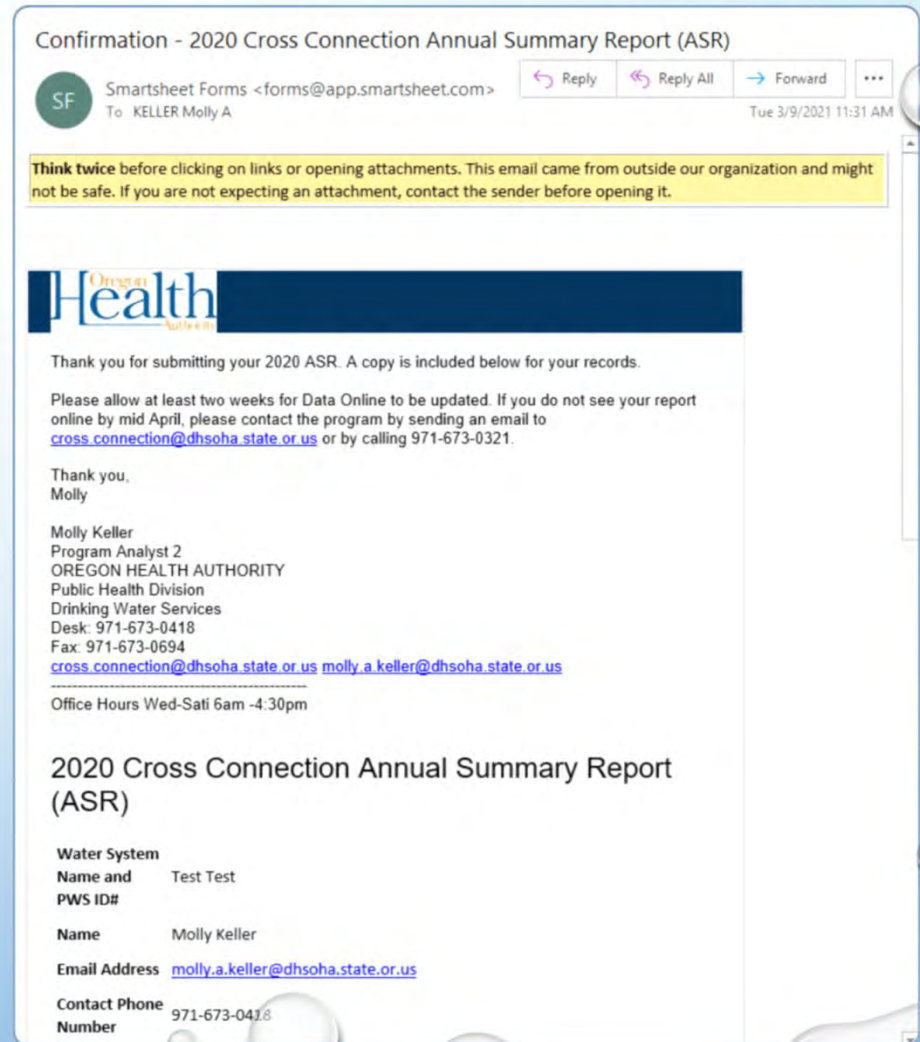 Confirmation - 2020 Cross Connection Annual Summary Report (ASR)
SF
Smartsheet Forms <forms@app.smartsheet.com>
To KELLER Molly A
Reply
Reply All
Forward
...
Tue 3/9/2021 11:31 AM
Think twice before clicking on links or opening attachments. This email came from outside our organization and might
not be safe. If you are not expecting an attachment, contact the sender before opening it.
Oregon
Health
Authority
Thank you for submitting your 2020 ASR. A copy is included below for your records.
Please allow at least two weeks for Data Online to be updated. If you do not see your report
online by mid April, please contact the program by sending an email to
cross.connection@dhsoha.state.or.us or by calling 971-673-0321.
Thank you,
Molly
Molly Keller
Program Analyst 2
OREGON HEALTH AUTHORITY
Public Health Division
Drinking Water Services
Desk: 971-673-0418
Fax: 971-673-0694
cross.connection@dhsoha.state.or.us molly.a.keller@dhsoha.state.or.us
------------------------------------------------
Office Hours Wed-Sati 6am -4:30pm
2020 Cross Connection Annual Summary Report
(ASR)
Water System
Name and
PWS ID#
Test Test
Name Molly Keller
Email Address molly.a.keller@dhsoha.state.or.us
Contact Phone
Number
971-673-0418